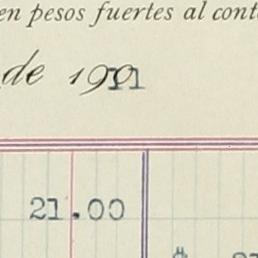 en pesos fuertes al cont
de 1911
21.00
$